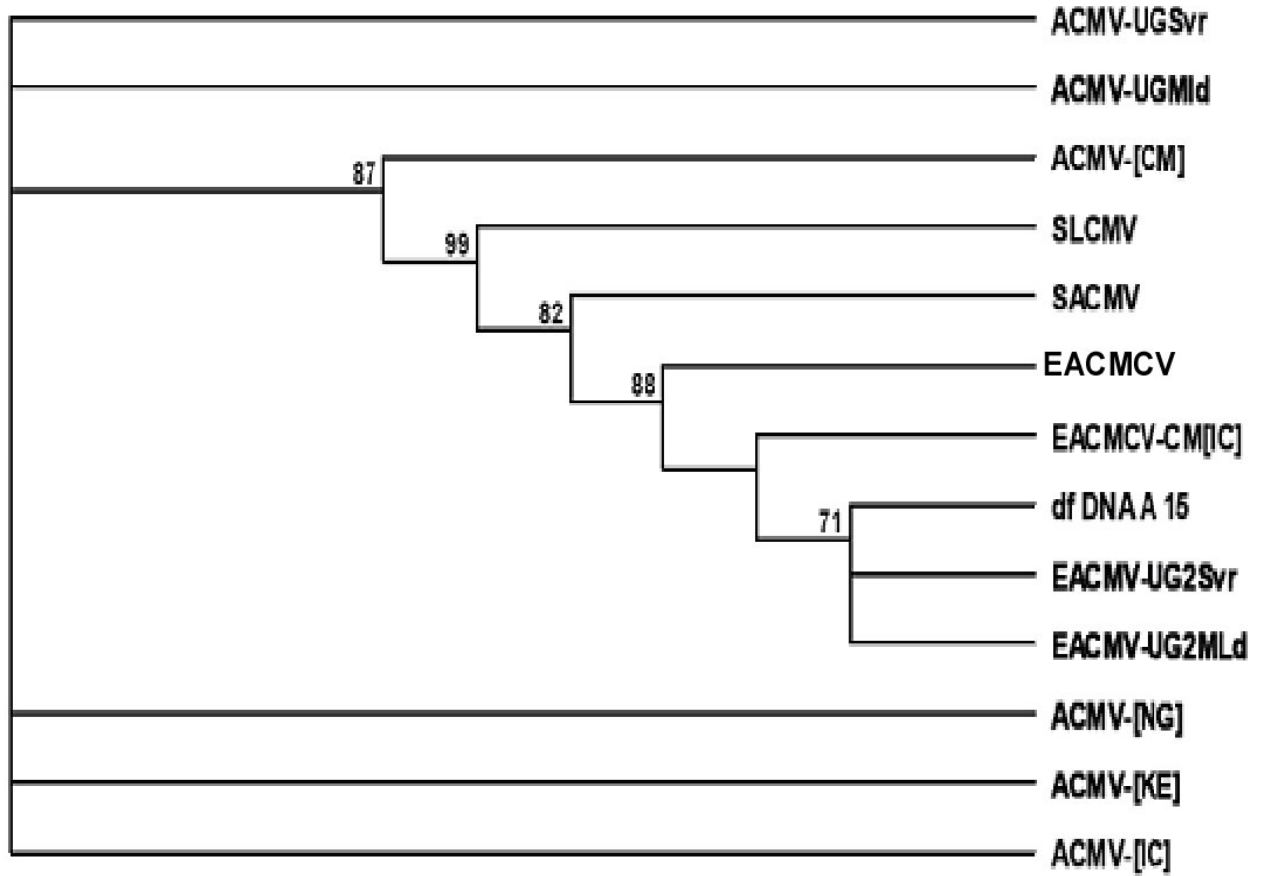 ACMV-UGSvr
ACMV-UGMld
87
ACMV-[CM]
99
SLCMV
82
SACMV
88
EACMCV
EACMCV-CM[IC]
71
df DNA A 15
EACMV-UG2Svr
EACMV-UG2MLd
ACMV-[NG]
ACMV-[KE]
ACMV-[IC]